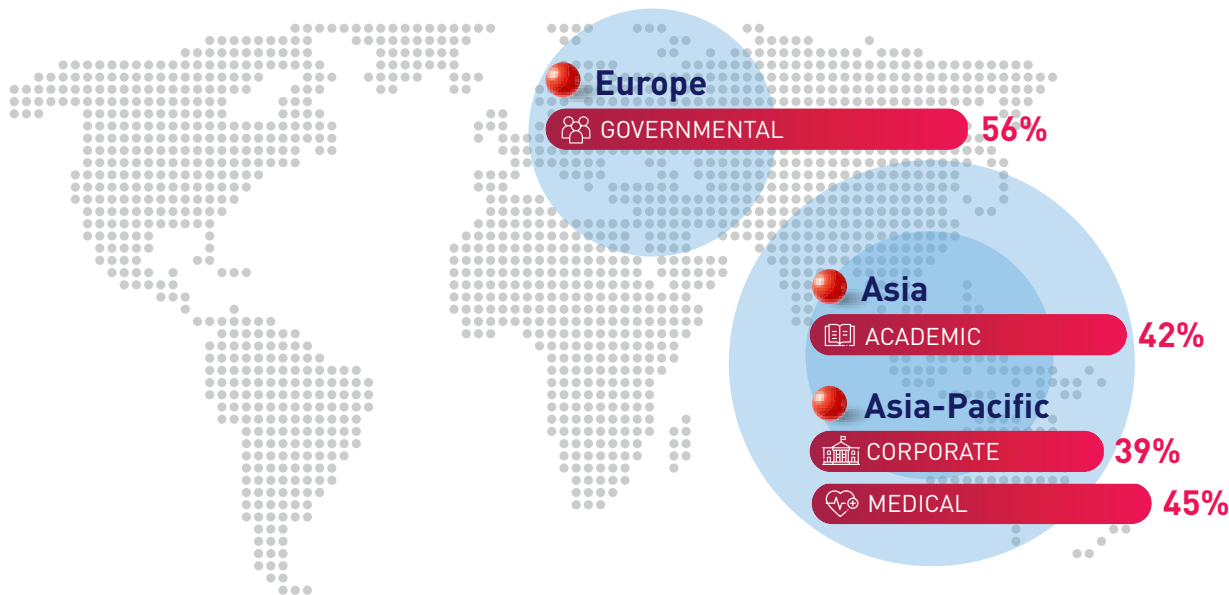 Europe
GOVERNMENTAL 56%
Asia
ACADEMIC 42%
Asia-Pacific
CORPORATE 39%
MEDICAL 45%